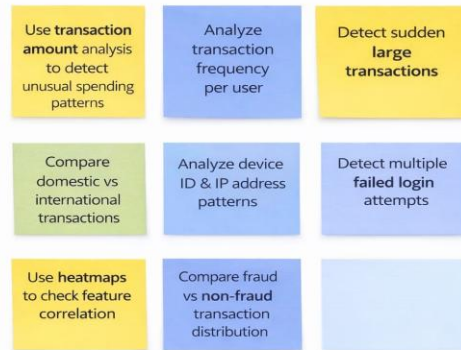 Use transaction
amount analysis
to detect
unusual spending
patterns
Analyze
transaction
frequency
per user
Detect sudden
large
transactions
Compare
domestic vs
international
transactions
Analyze device
ID & IP address
patterns
Detect multiple
failed login
attempts
Use heatmaps
to check feature
correlation
Compare fraud
vs non-fraud
transaction
distribution